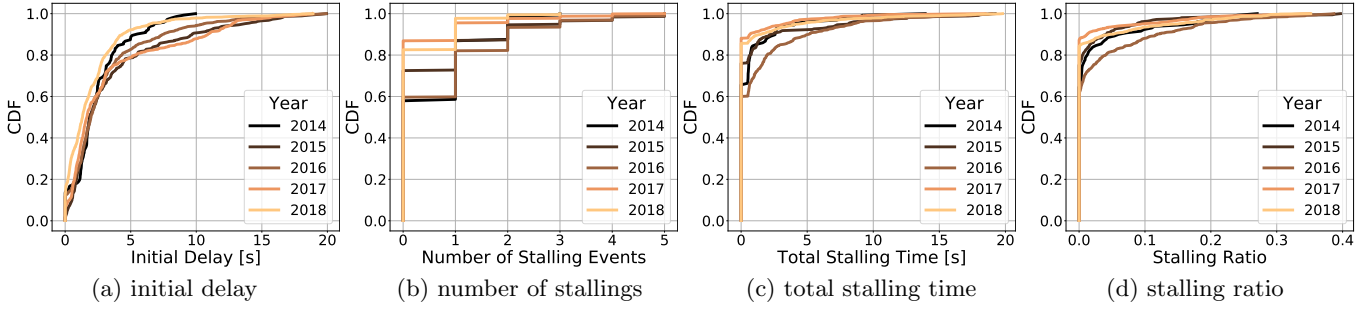 CDF
1.0
0.8
0.6
0.4
0.2
0.0
0 5 10 15 20
Initial Delay [s]
Year
2014
2015
2016
2017
2018
(a) initial delay
CDF
1.0
0.8
0.6
0.4
0.2
0.0
0 1 2 3 4 5
Number of Stalling Events
Year
2014
2015
2016
2017
2018
(b) number of stallings
CDF
1.0
0.8
0.6
0.4
0.2
0.0
0 5 10 15 20
Total Stalling Time [s]
Year
2014
2015
2016
2017
2018
(c) total stalling time
CDF
1.0
0.8
0.6
0.4
0.2
0.0
0.0 0.1 0.2 0.3 0.4
Stalling Ratio
Year
2014
2015
2016
2017
2018
(d) stalling ratio